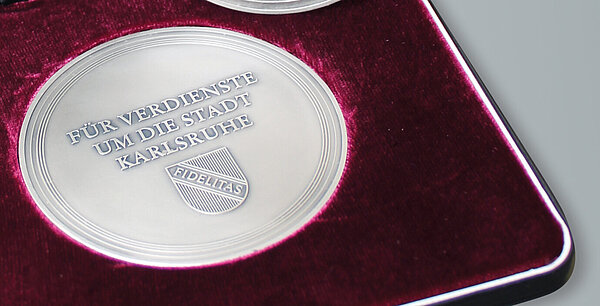 FÜR VERDIENSTE
UM DIE STADT
KARLSRUHE
FIDELITAS